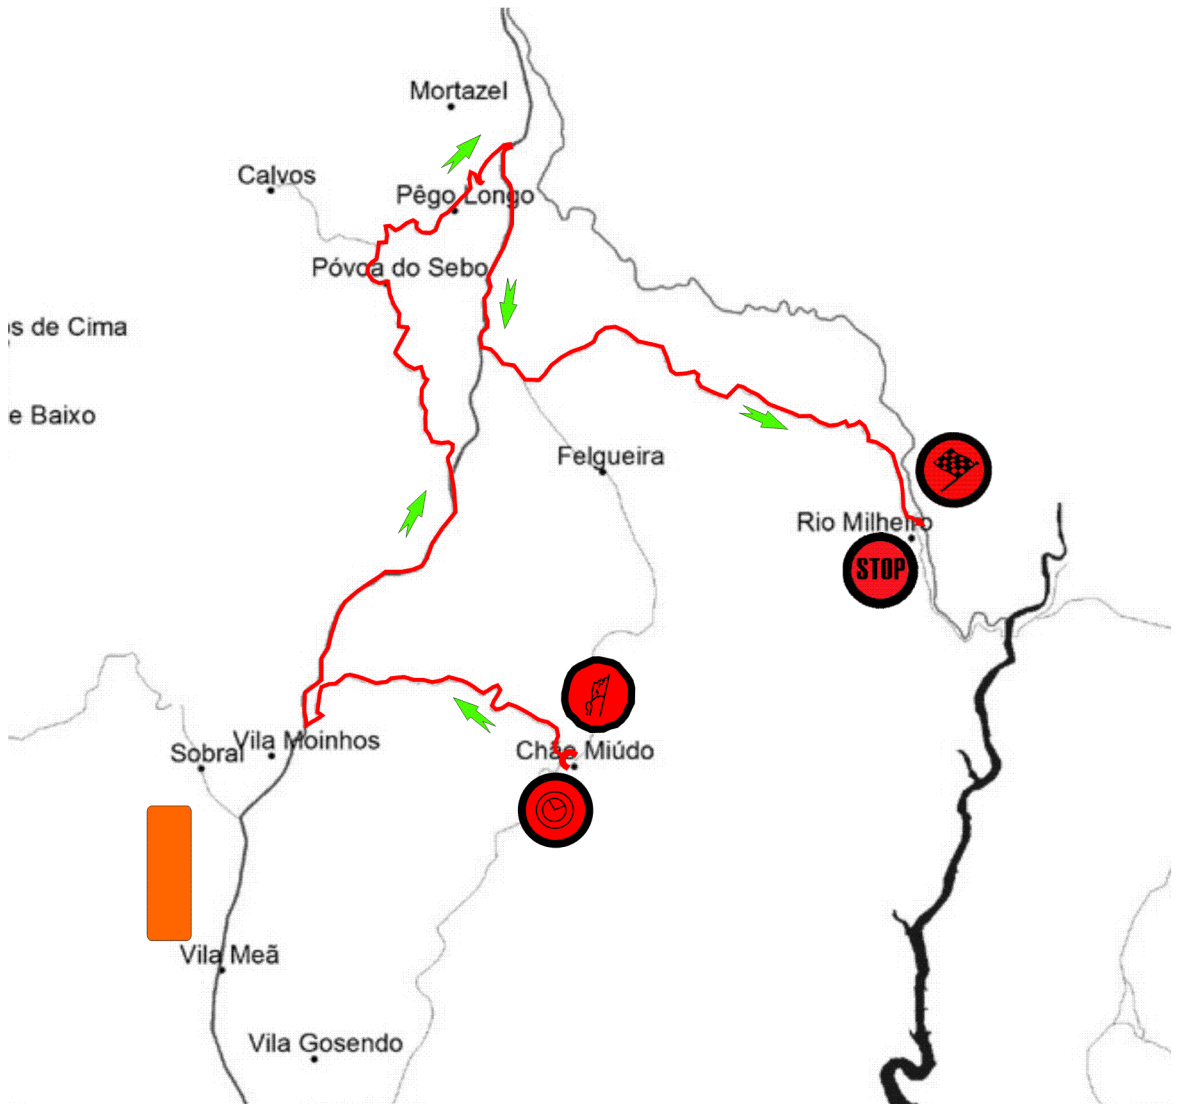 Mortazel
Calvos
Pêgo Longo
Póvoa do Sebo
s de Cima
e Baixo
Felgueira
Rio Milheiro
STOP
Vila Moinhos
Sobral
Chão Miúdo
Vila Meã
Vila Gosendo